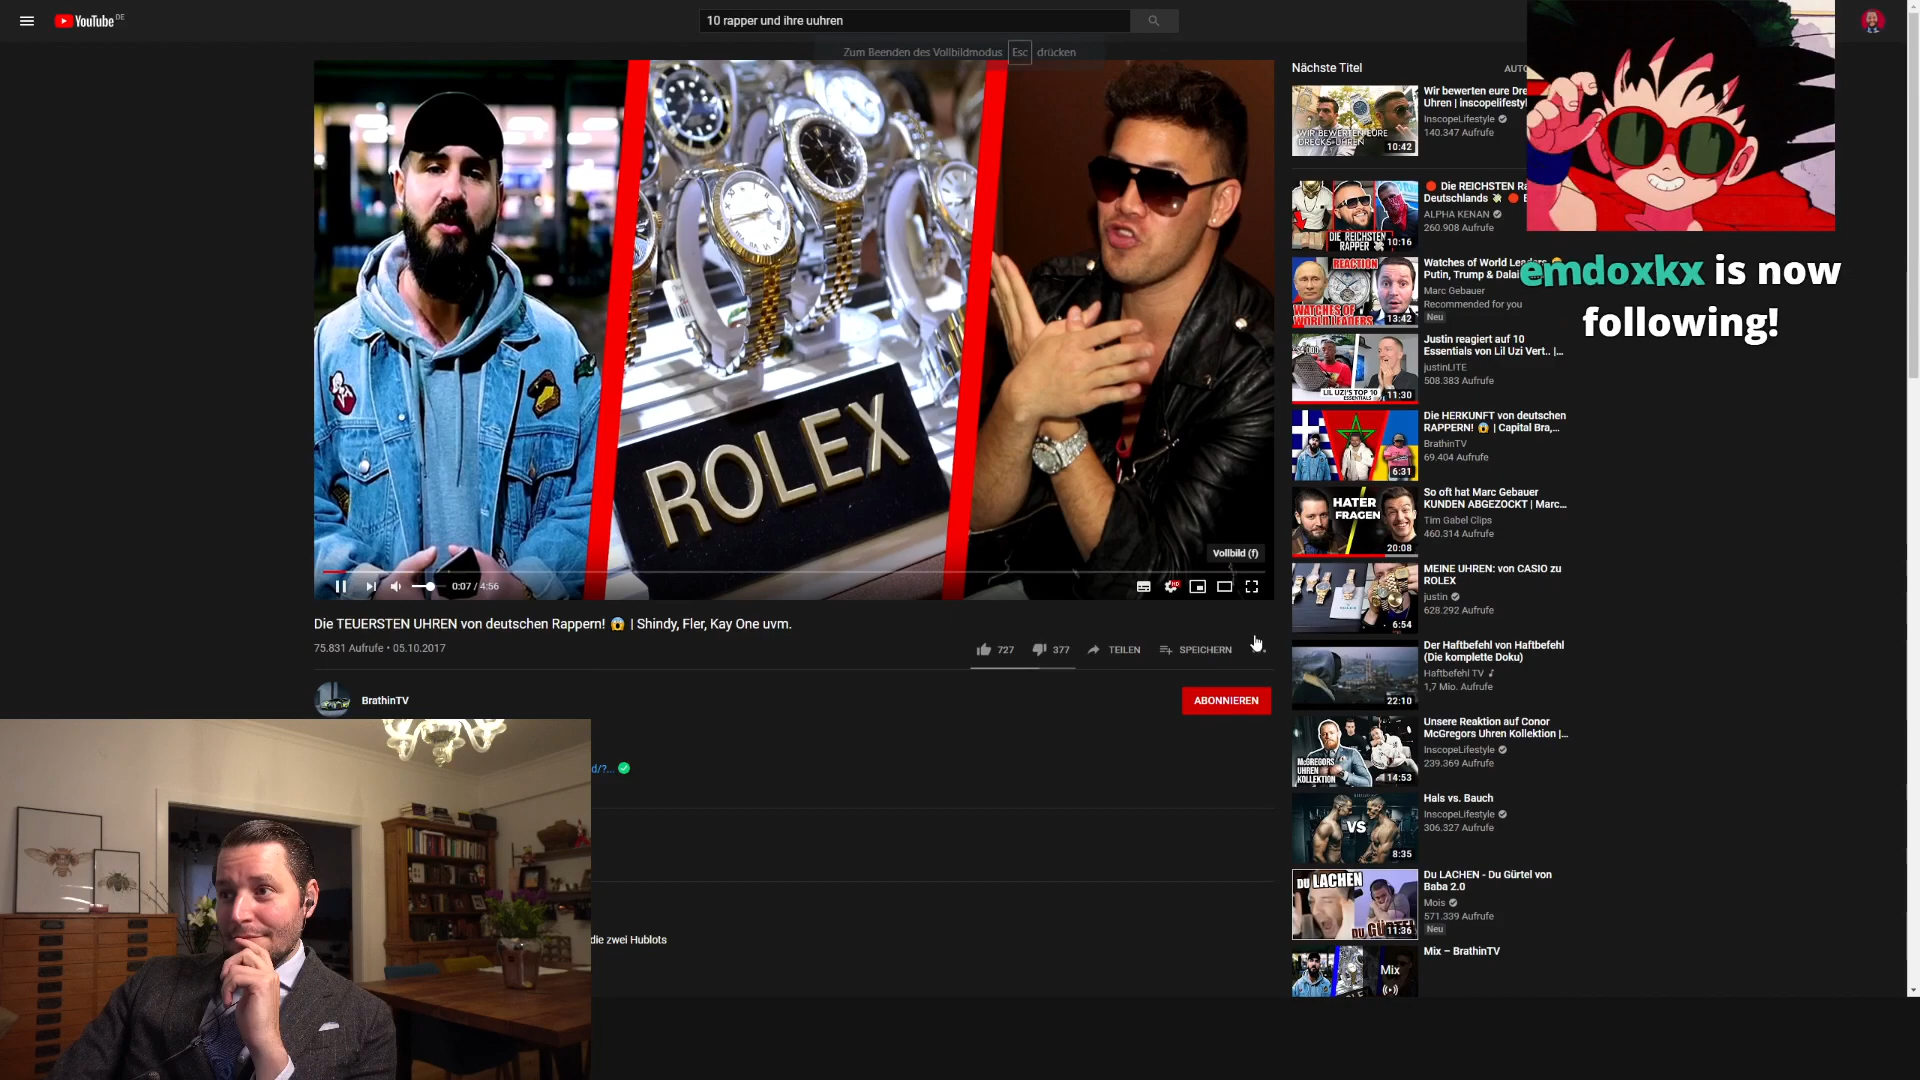 YouTube DE
10 rapper und ihre uuhren
Zum Beenden des Vollbildmodus Esc drücken
ROLEX
Vollbild (f)
0:07 / 4:56
Die TEUERSTEN UHREN von deutschen Rappern! 😱 | Shindy, Fler, Kay One uvm.
75.831 Aufrufe • 05.10.2017
727
377
TEILEN
SPEICHERN
BrathinTV
ABONNIEREN
d/?...
die zwei Hublots
Nächste Titel
AUTO
WIR BEWERTEN EURE
DRECKS-UHREN
10:42
Wir bewerten eure Dre
Uhren | inscopelifestyl
InscopeLifestyle
140.347 Aufrufe
DIE REICHSTEN
RAPPER
10:16
Die REICHSTEN Ra
Deutschlands
ALPHA KENAN
260.908 Aufrufe
REACTION
WATCHES OF
WORLD LEADERS
13:42
Watches of World Leaders
Putin, Trump & Dalai
Marc Gebauer
Recommended for you
Neu
LIL UZI'S TOP 10
ESSENTIALS
11:30
Justin reagiert auf 10
Essentials von Lil Uzi Vert.. |...
justinLITE
508.383 Aufrufe
6:31
Die HERKUNFT von deutschen
RAPPERN! 😱 | Capital Bra,...
BrathinTV
69.404 Aufrufe
HATER
FRAGEN
20:08
So oft hat Marc Gebauer
KUNDEN ABGEZOCKT | Marc...
Tim Gabel Clips
460.314 Aufrufe
6:54
MEINE UHREN: von CASIO zu
ROLEX
justin
628.292 Aufrufe
22:10
Der Haftbefehl von Haftbefehl
(Die komplette Doku)
Haftbefehl TV
1,7 Mio. Aufrufe
McGREGORS
UHREN
KOLLEKTION
14:53
Unsere Reaktion auf Conor
McGregors Uhren Kollektion |...
InscopeLifestyle
239.369 Aufrufe
VS
8:35
Hals vs. Bauch
InscopeLifestyle
306.327 Aufrufe
DU LACHEN
DU GÜRTEL
11:36
Du LACHEN - Du Gürtel von
Baba 2.0
Mois
571.339 Aufrufe
Neu
Mix
Mix – BrathinTV
emdoxkx is now
following!